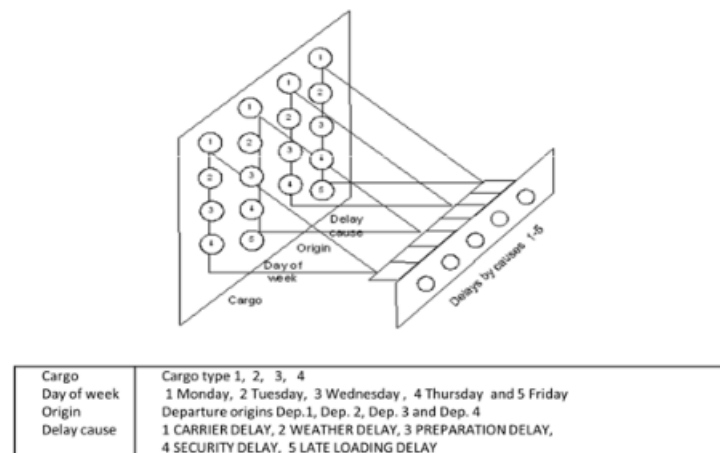 1
1
1
1
2
2
2
2
3
3
3
3
4
4
4
4
5
5
Delay
cause
Origin
Day of
week
Cargo
Delays by causes 1-5
Cargo Cargo type 1, 2, 3, 4
Day of week 1 Monday, 2 Tuesday, 3 Wednesday, 4 Thursday and 5 Friday
Origin Departure origins Dep.1, Dep. 2, Dep. 3 and Dep. 4
Delay cause 1 CARRIER DELAY, 2 WEATHER DELAY, 3 PREPARATION DELAY,
4 SECURITY DELAY, 5 LATE LOADING DELAY